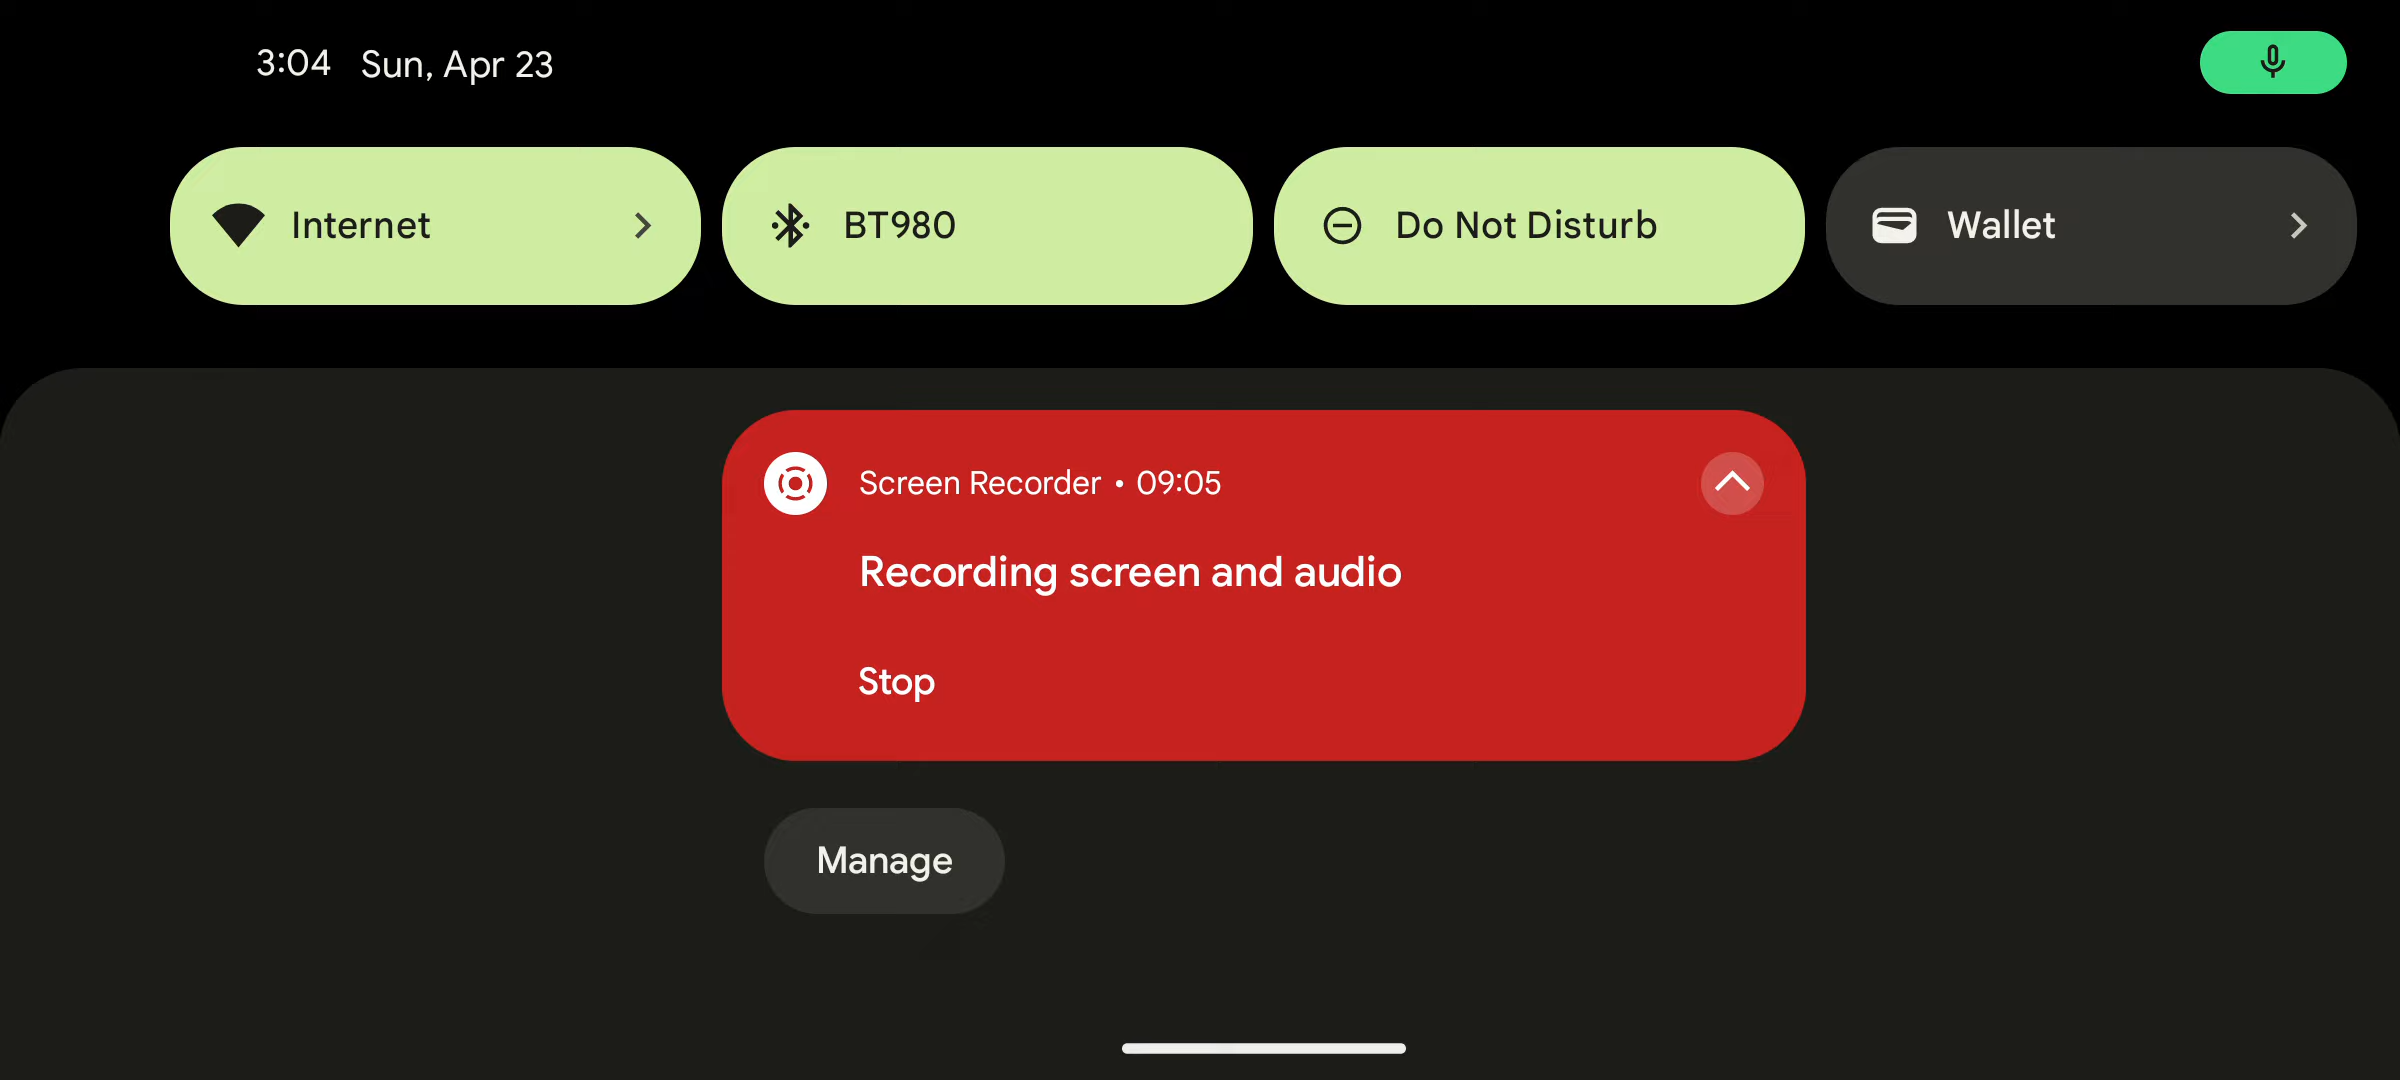 3:04 Sun, Apr 23
Internet
BT980
Do Not Disturb
Wallet
Screen Recorder • 09:05
Recording screen and audio
Stop
Manage